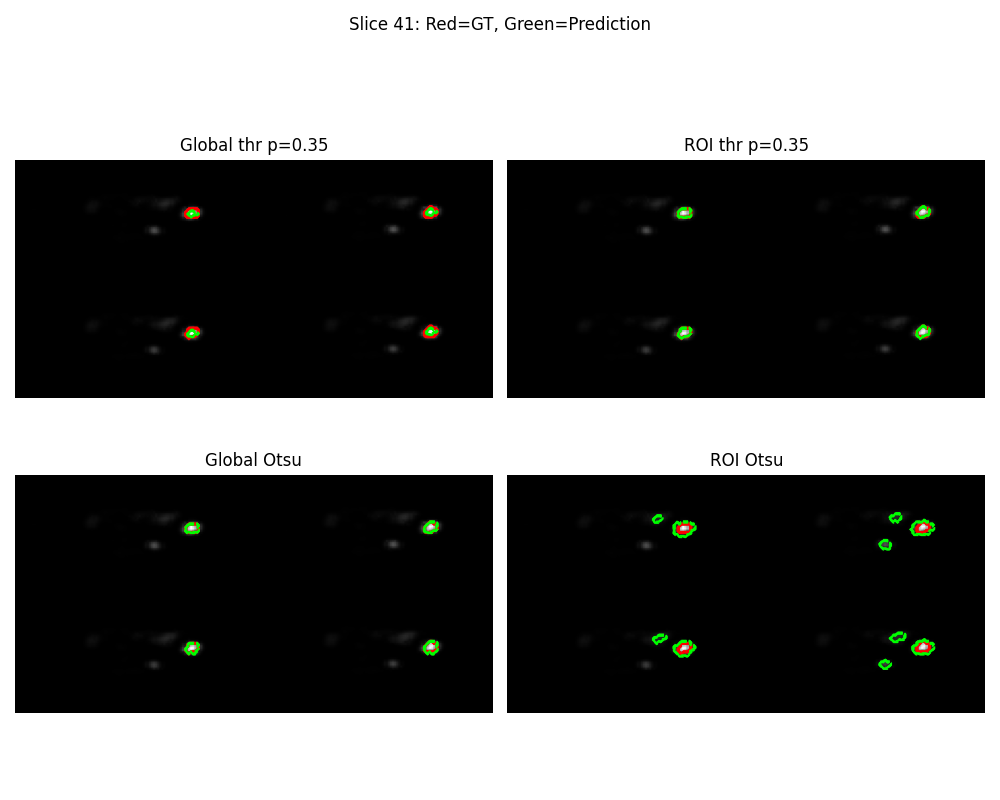 Slice 41: Red=GT, Green=Prediction
Global thr p=0.35
ROI thr p=0.35
Global Otsu
ROI Otsu